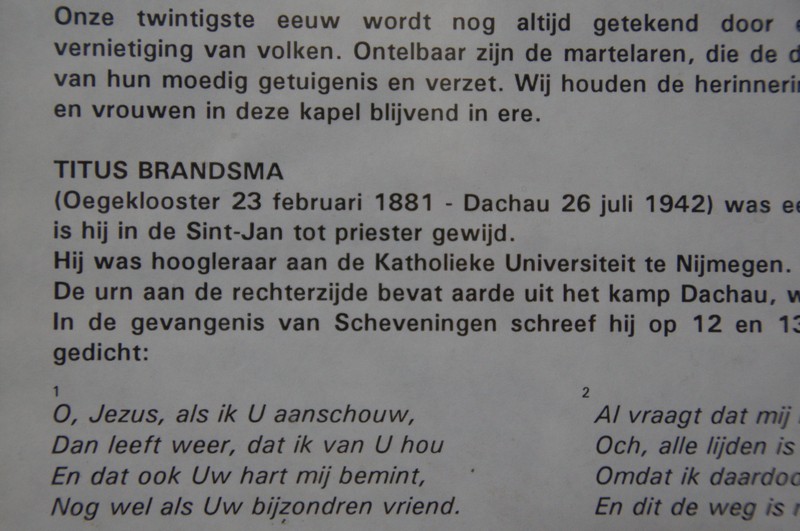 Onze twintigste eeuw wordt nog altijd getekend door
vernietiging van volken. Ontelbaar zijn de martelaren, die de
van hun moedig getuigenis en verzet. Wij houden de
en vrouwen in deze kapel blijvend in ere.
TITUS BRANDSMA
(Oegeklooster 23 februari 1881 - Dachau 26 juli 1942) was
is hij in de Sint-Jan tot priester gewijd.
Hij was hoogleraar aan de Katholieke Universiteit te Nijmegen.
De urn aan de rechterzijde bevat aarde uit het kamp Dachau,
In de gevangenis van Scheveningen schreef hij op 12 en 13
gedicht:
1
O, Jezus, als ik U aanschouw,
Dan leeft weer, dat ik van U hou
En dat ook Uw hart mij bemint,
Nog wel als Uw bijzondren vriend.
2
Al vraagt dat mij
Och, alle lijden is
Omdat ik
En dit de weg is